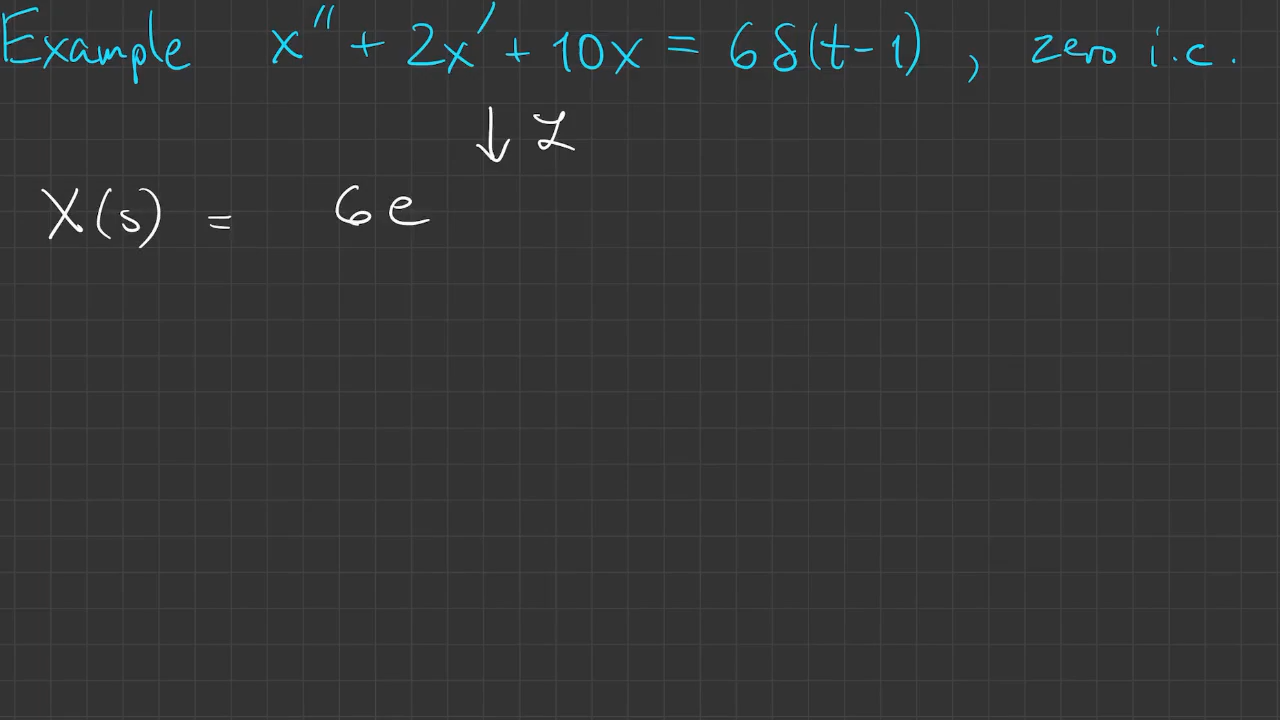 Example x'' + 2x' + 10x = 6δ(t-1) , zero i.c.
↓ ℒ
X(s) = 6e